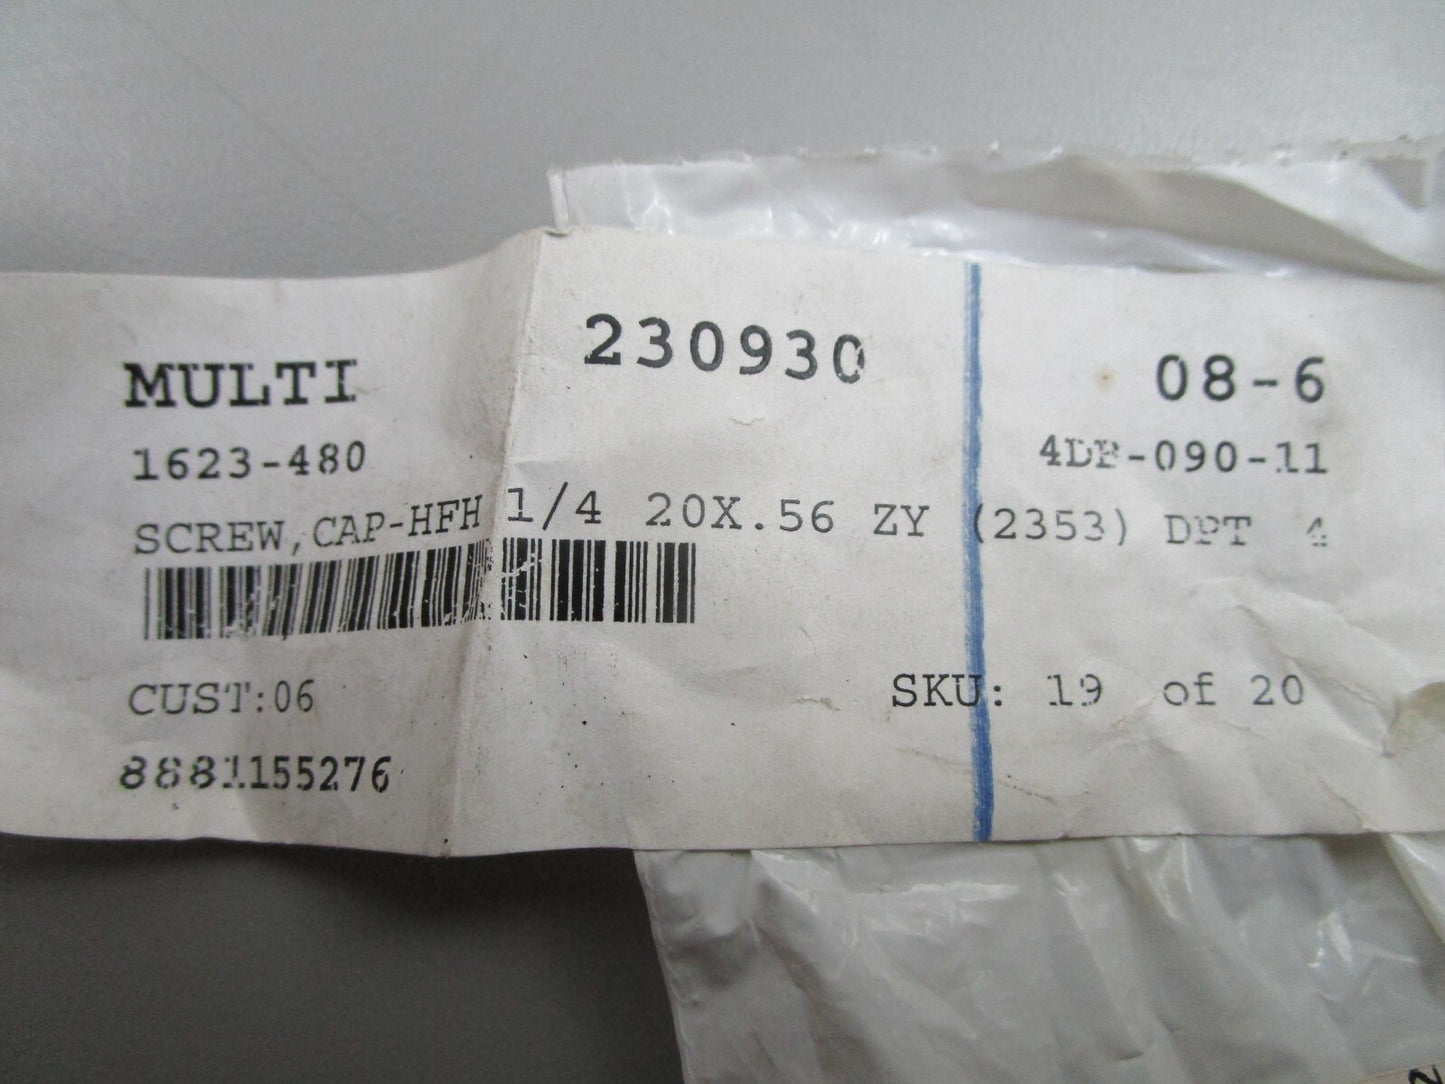 MULTI 230930 08-6
1623-480 4DB-090-11
SCREW,CAP-HFH 1/4 20X.56 ZY (2353) DPT 4
CUST:06 SKU: 19 of 20
8881155276